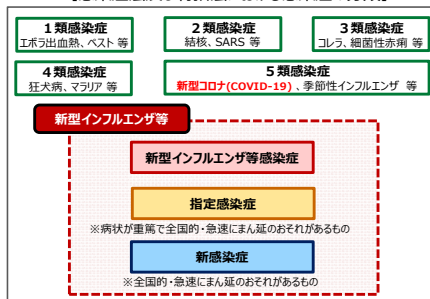 1類感染症
エボラ出血熱、ペスト 等
2類感染症
結核、SARS 等
3類感染症
コレラ、細菌性赤痢 等
4類感染症
狂犬病、マラリア 等
5類感染症
新型コロナ(COVID-19) 、季節性インフルエンザ 等
新型インフルエンザ等
新型インフルエンザ等感染症
指定感染症
※病状が重篤で全国的・急速にまん延のおそれがあるもの
新感染症
※全国的・急速にまん延のおそれがあるもの